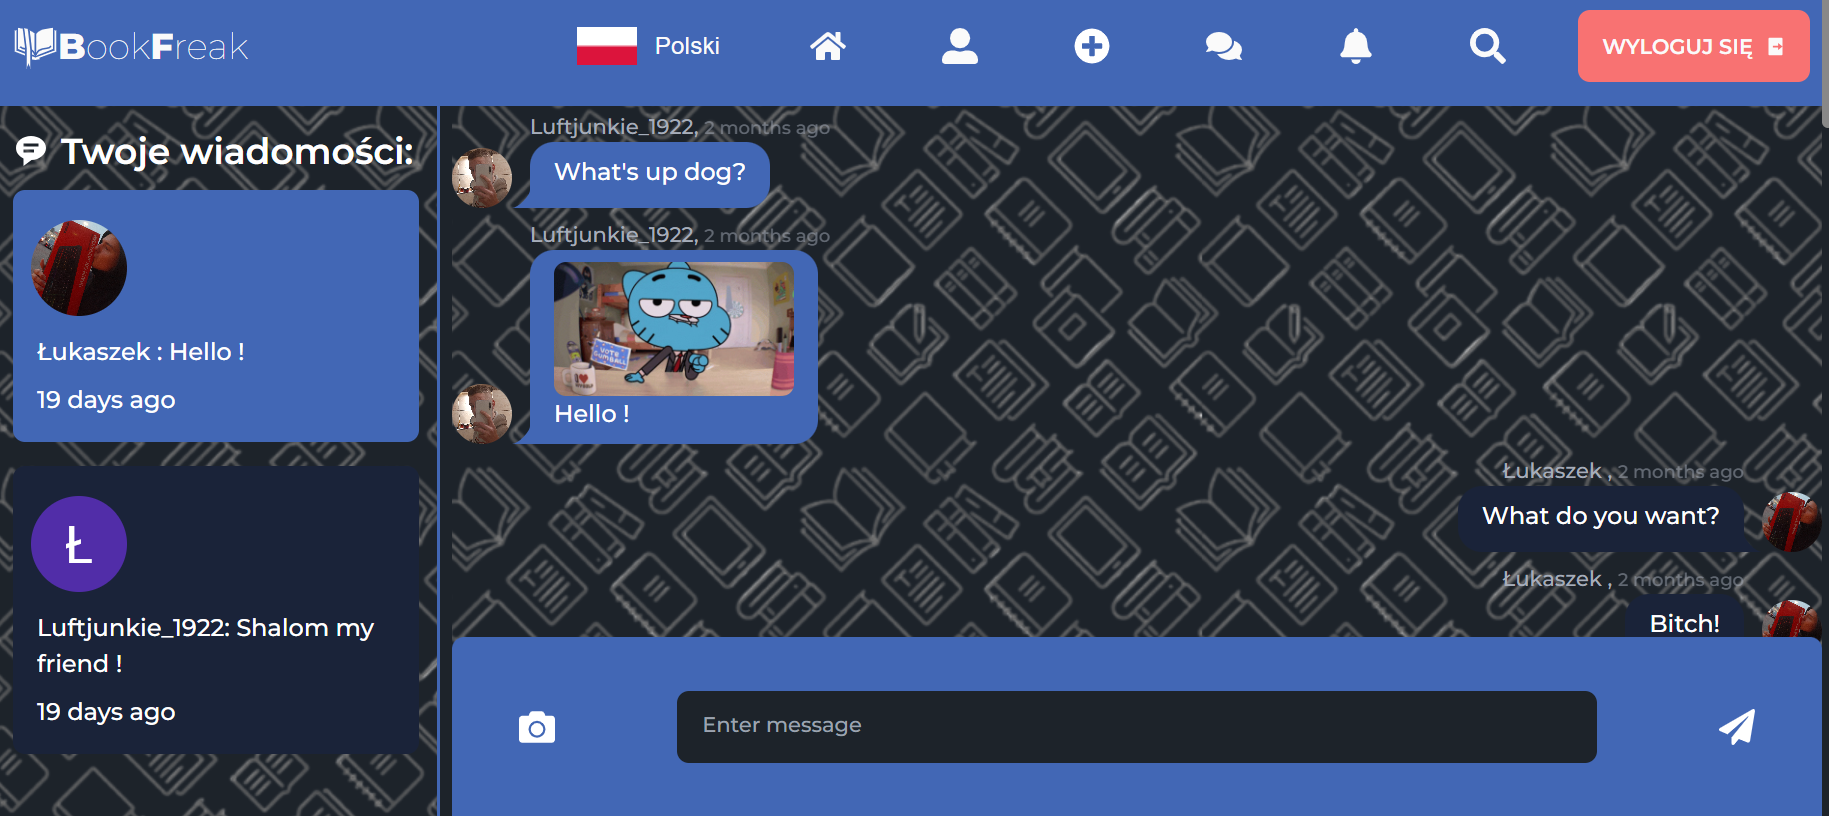 BookFreak
Polski
WYLOGUJ SIĘ
Twoje wiadomości:
Łukaszek : Hello !
19 days ago
Ł
Luftjunkie_1922: Shalom my
friend !
19 days ago
Luftjunkie_1922, 2 months ago
What's up dog?
Luftjunkie_1922, 2 months ago
VOTE
GUMBALL
Hello !
Łukaszek , 2 months ago
What do you want?
Łukaszek , 2 months ago
Bitch!
Enter message